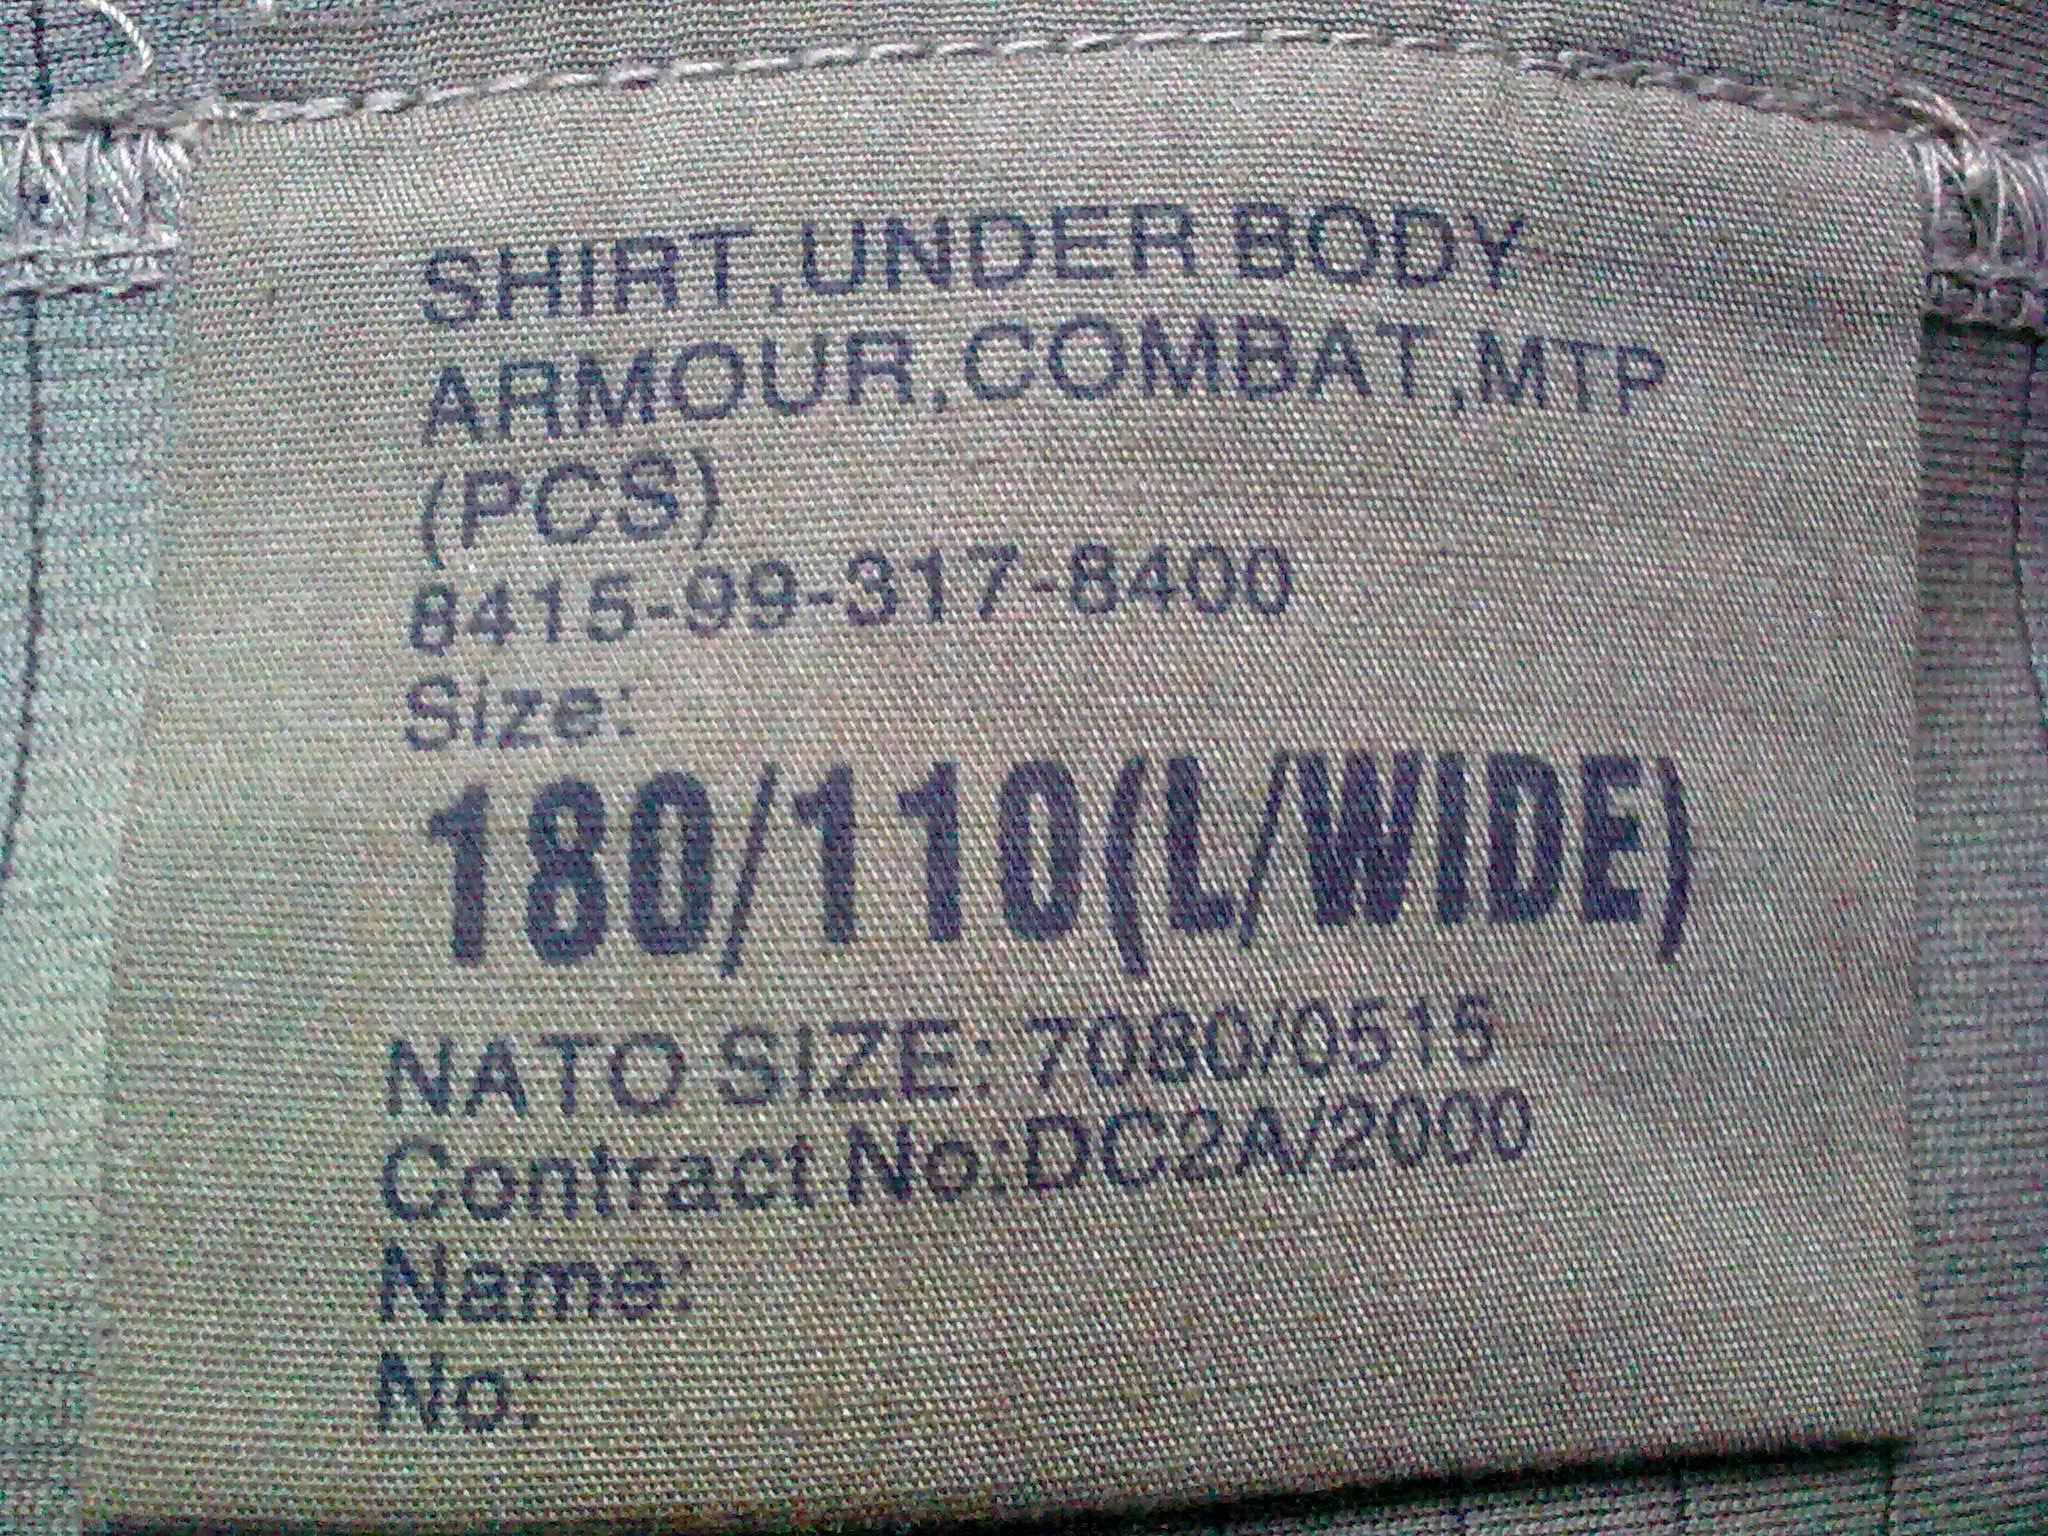 SHIRT,UNDER BODY
ARMOUR,COMBAT,MTP
(PCS)
8415-99-317-8400
Size:
180/110(L/WIDE)
NATO SIZE: 7080/0515
Contract No:DC2A/2000
Name:
No: